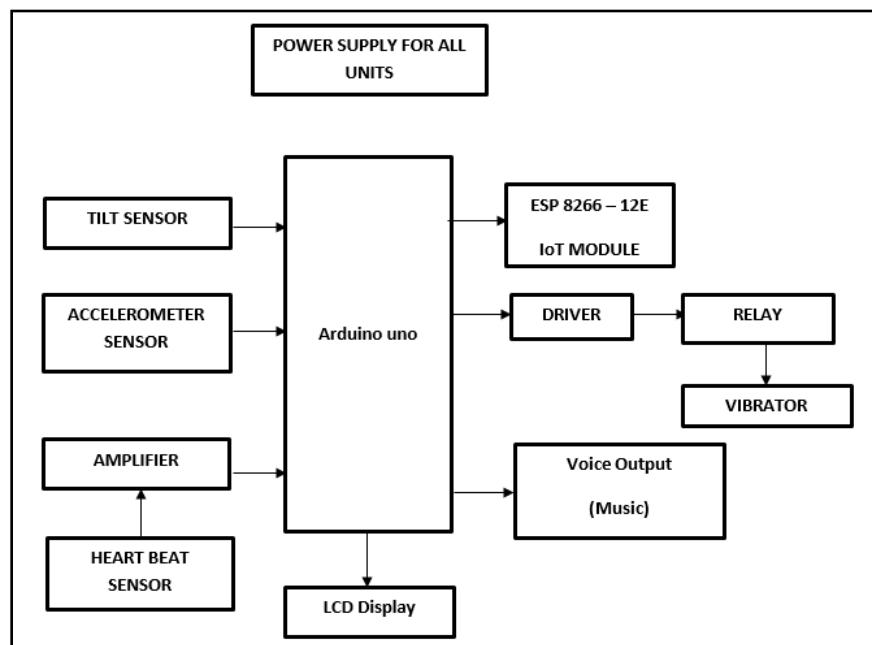 POWER SUPPLY FOR ALL
UNITS
TILT SENSOR
ACCELEROMETER
SENSOR
AMPLIFIER
HEART BEAT
SENSOR
Arduino uno
LCD Display
ESP 8266 – 12E
IoT MODULE
DRIVER
RELAY
VIBRATOR
Voice Output
(Music)